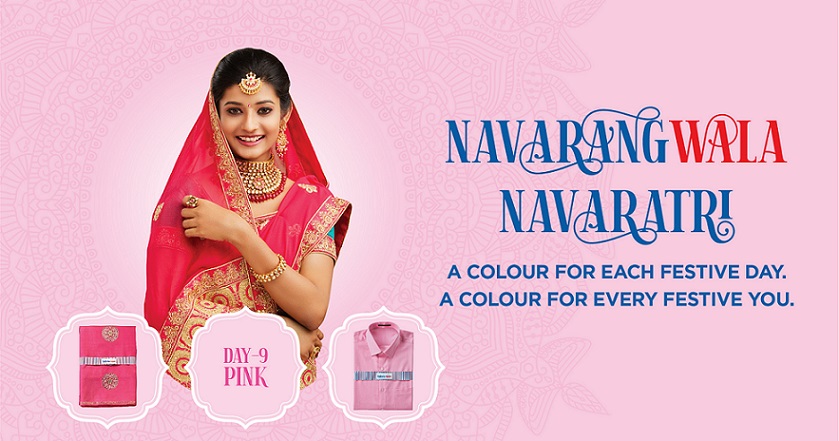 NAVARANGWALA
NAVARATRI
A COLOUR FOR EACH FESTIVE DAY.
A COLOUR FOR EVERY FESTIVE YOU.
DAY-9
PINK